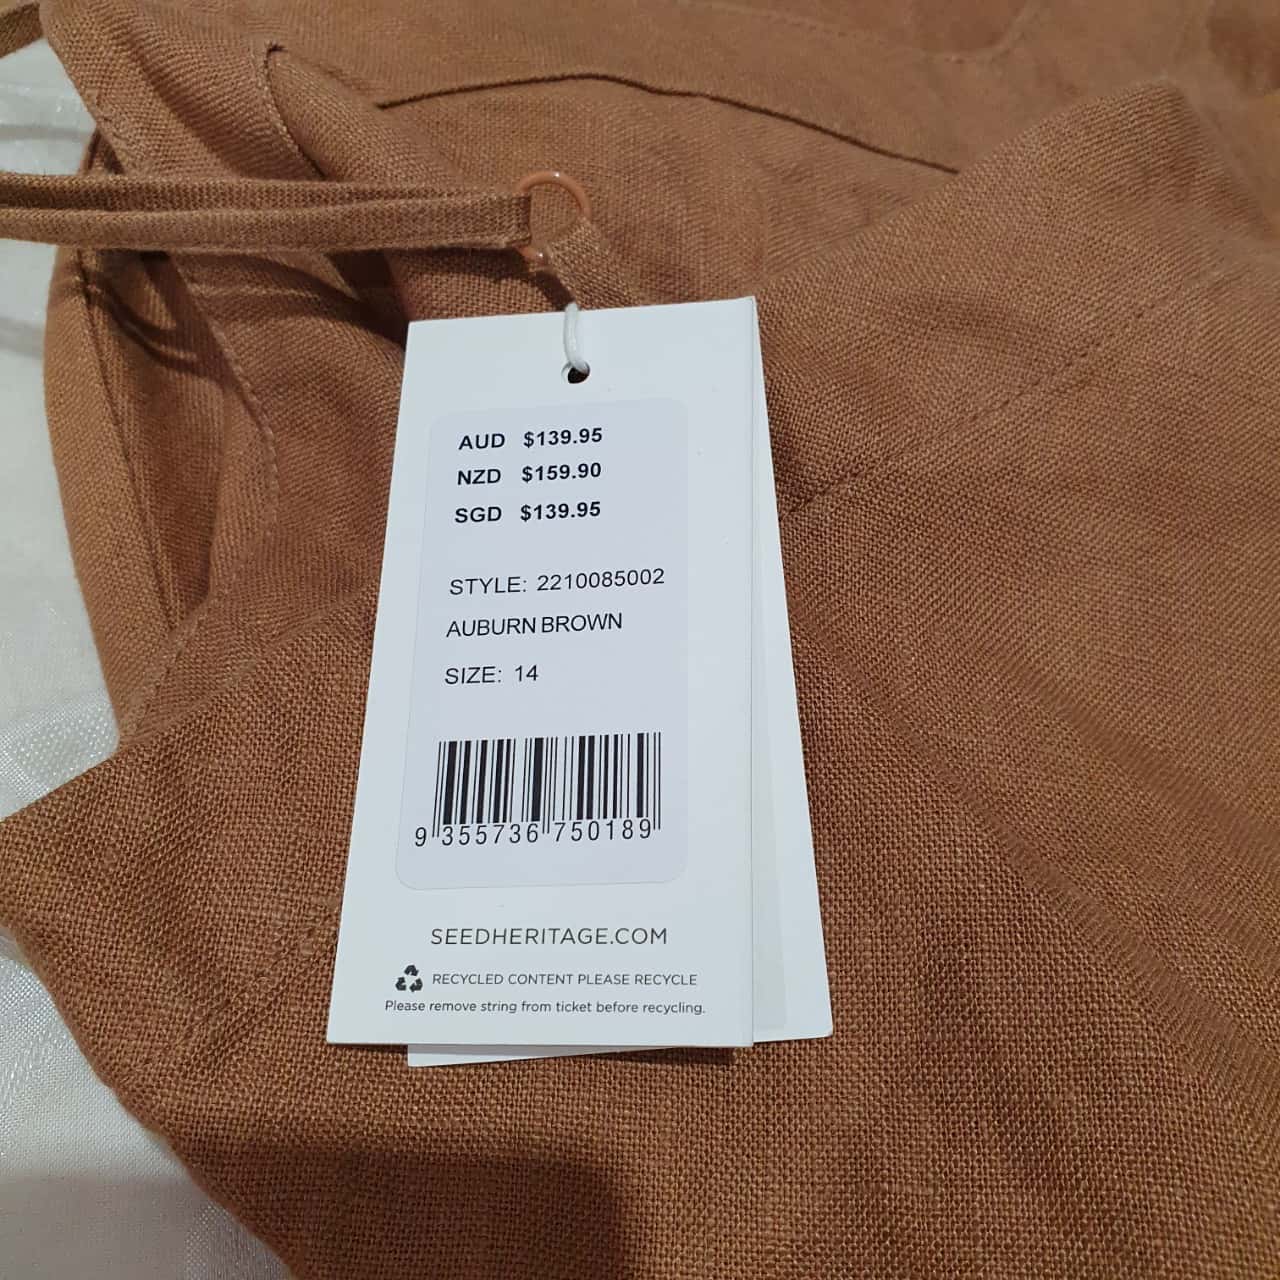 AUD $139.95
NZD $159.90
SGD $139.95
STYLE: 2210085002
AUBURN BROWN
SIZE: 14
9 355736 750189
SEEDHERITAGE.COM
RECYCLED CONTENT PLEASE RECYCLE
Please remove string from ticket before recycling.